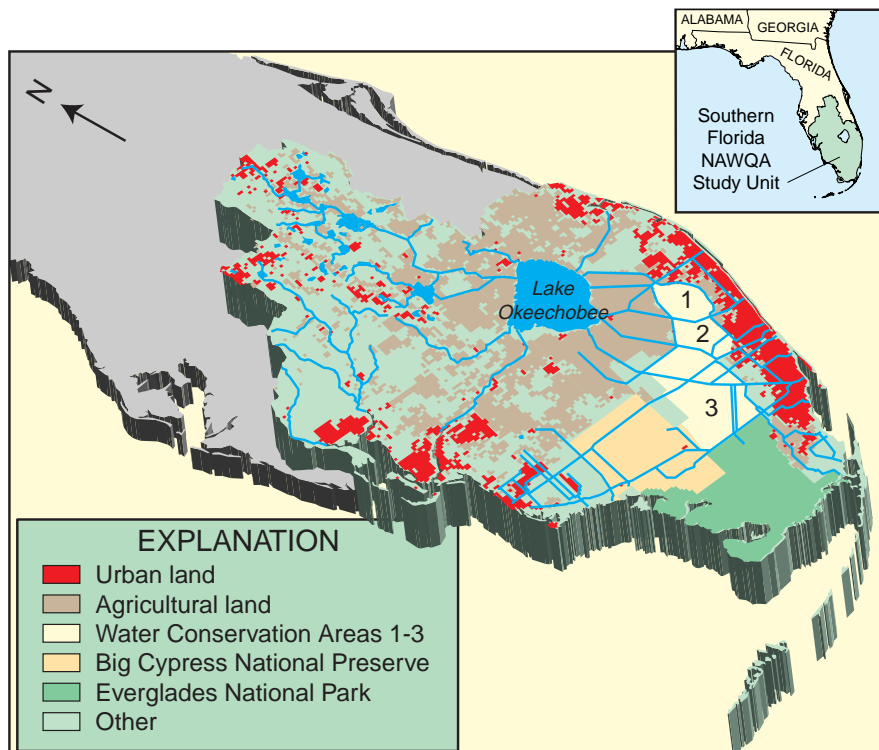 ALABAMA
GEORGIA
FLORIDA
Southern
Florida
NAWQA
Study Unit
N
Lake
Okeechobee
1
2
3
EXPLANATION
Urban land
Agricultural land
Water Conservation Areas 1-3
Big Cypress National Preserve
Everglades National Park
Other